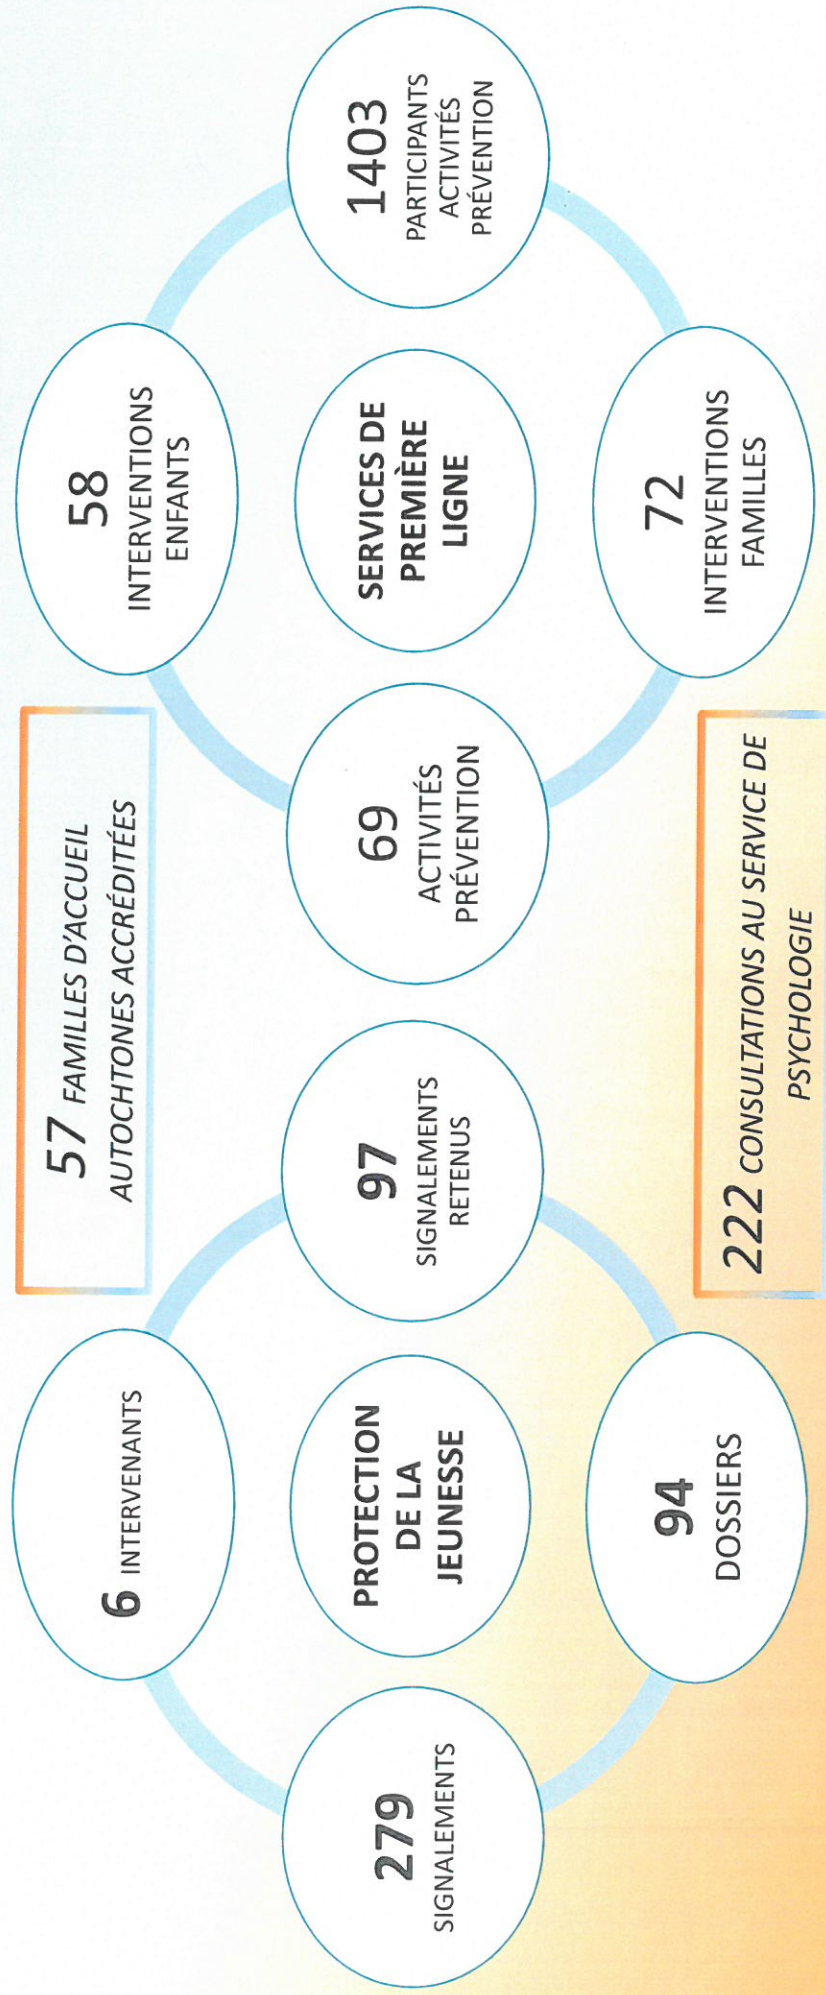 6 INTERVENANTS
279
SIGNALEMENTS
PROTECTION
DE LA
JEUNESSE
97
SIGNALEMENTS
RETENUS
94
DOSSIERS
57 FAMILLES D'ACCUEIL
AUTOCHTONES ACCRÉDITÉES
222 CONSULTATIONS AU SERVICE DE
PSYCHOLOGIE
58
INTERVENTIONS
ENFANTS
69
ACTIVITÉS
PRÉVENTION
SERVICES DE
PREMIÈRE
LIGNE
1403
PARTICIPANTS
ACTIVITÉS
PRÉVENTION
72
INTERVENTIONS
FAMILLES